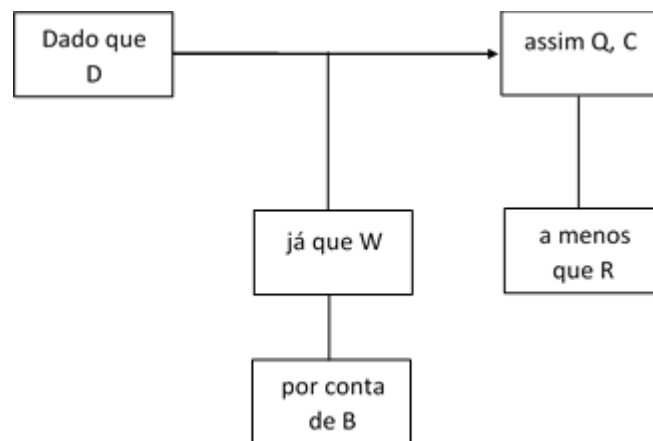 Dado que
D
assim Q, C
já que W
a menos
que R
por conta
de B